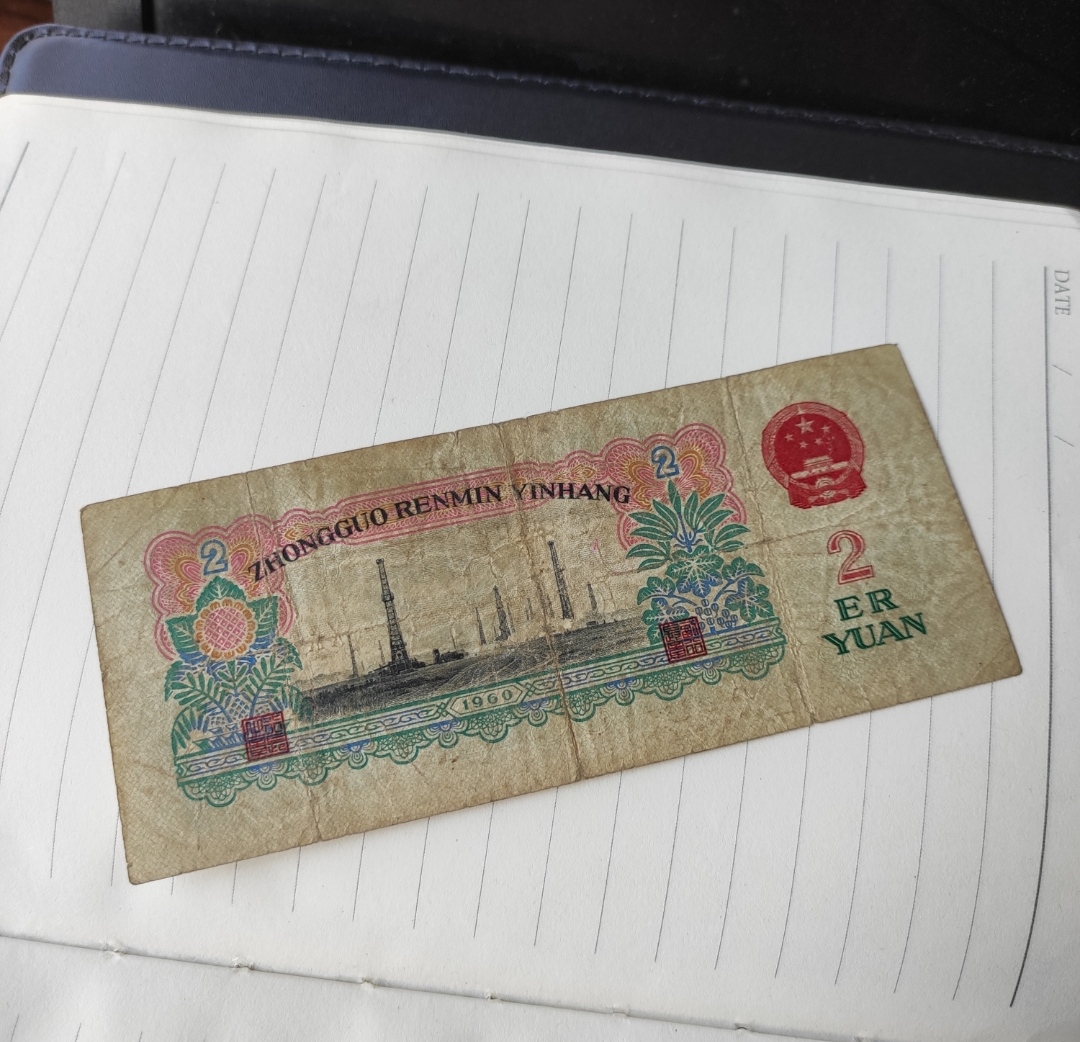 2
2
ZHONGGUO RENMIN YINHANG
1960
2
ER
YUAN
DATE / /